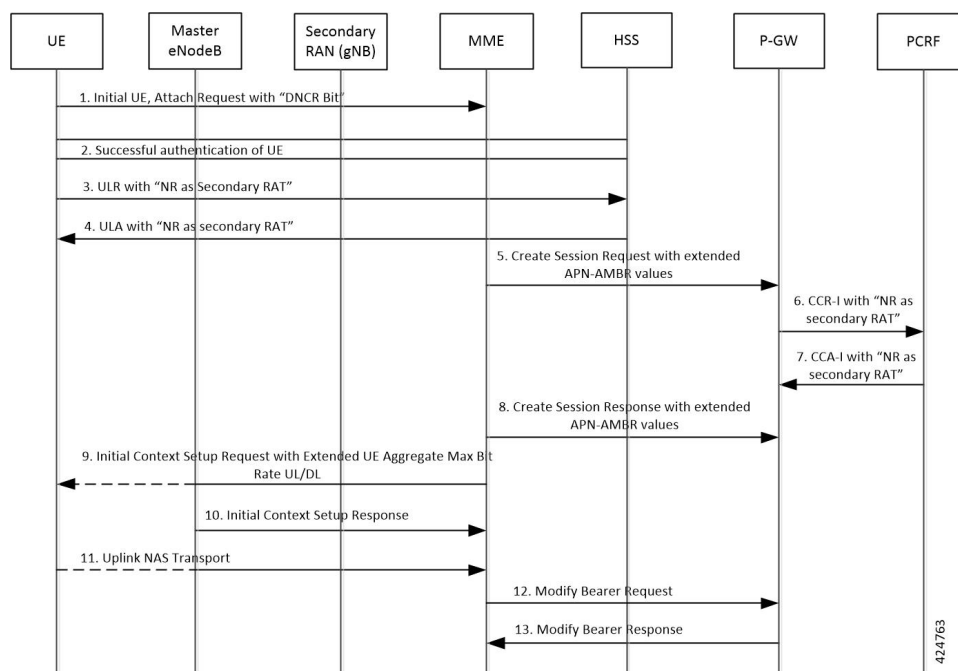 UE
Master
eNodeB
Secondary
RAN (gNB)
MME
HSS
P-GW
PCRF
1. Initial UE, Attach Request with “DNCR Bit”
2. Successful authentication of UE
3. ULR with “NR as Secondary RAT”
4. ULA with “NR as secondary RAT”
5. Create Session Request with extended
APN-AMBR values
6. CCR-I with “NR as
secondary RAT”
7. CCA-I with “NR as
secondary RAT”
8. Create Session Response with extended
APN-AMBR values
9. Initial Context Setup Request with Extended UE Aggregate Max Bit
Rate UL/DL
10. Initial Context Setup Response
11. Uplink NAS Transport
12. Modify Bearer Request
13. Modify Bearer Response
424763